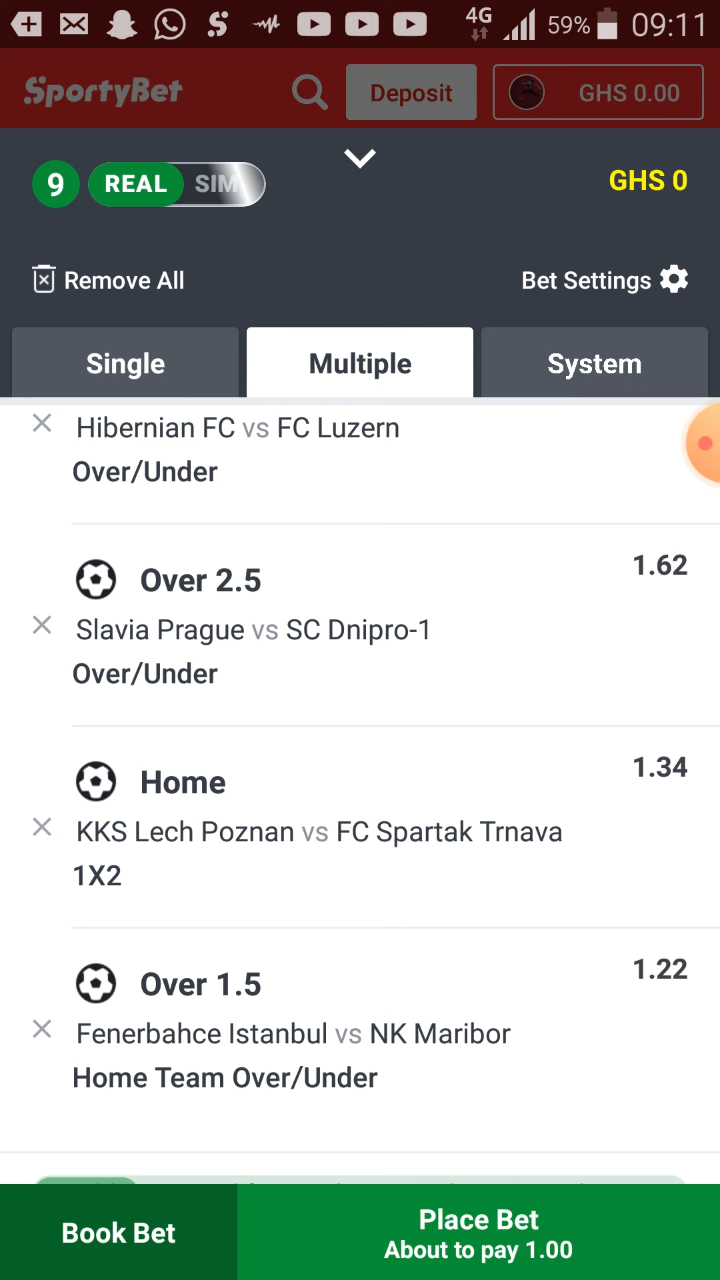 4G 59% 09:11
SportyBet Deposit GHS 0.00
9 REAL SIM GHS 0
Remove All Bet Settings
Single Multiple System
Hibernian FC vs FC Luzern
Over/Under
Over 2.5 1.62
Slavia Prague vs SC Dnipro-1
Over/Under
Home 1.34
KKS Lech Poznan vs FC Spartak Trnava
1X2
Over 1.5 1.22
Fenerbahce Istanbul vs NK Maribor
Home Team Over/Under
Book Bet Place Bet
About to pay 1.00